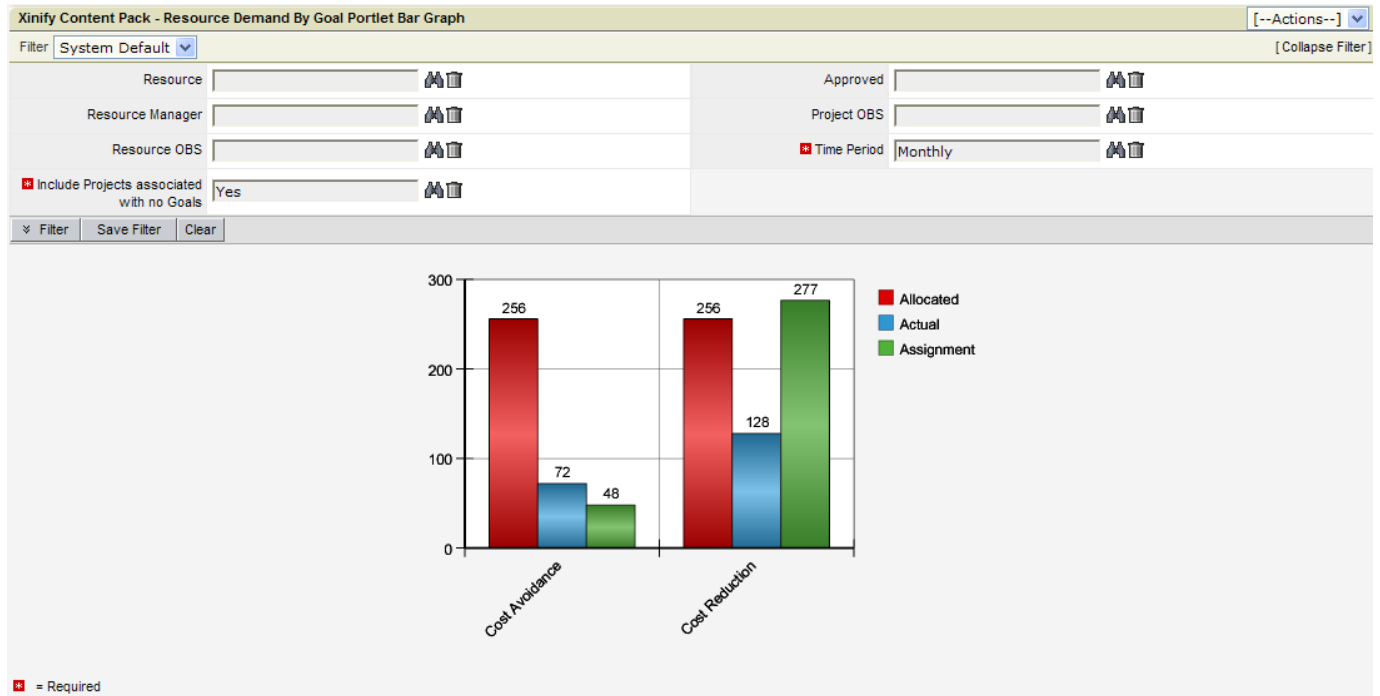 Xinify Content Pack - Resource Demand By Goal Portlet Bar Graph [--Actions--]
Filter System Default [ Collapse Filter ]
Resource Approved
Resource Manager Project OBS
Resource OBS Time Period Monthly
Include Projects associated with no Goals Yes
Filter Save Filter Clear
300
256 256 277
Allocated
Actual
Assignment
200
128
100
72
48
0
Cost Avoidance Cost Reduction
= Required